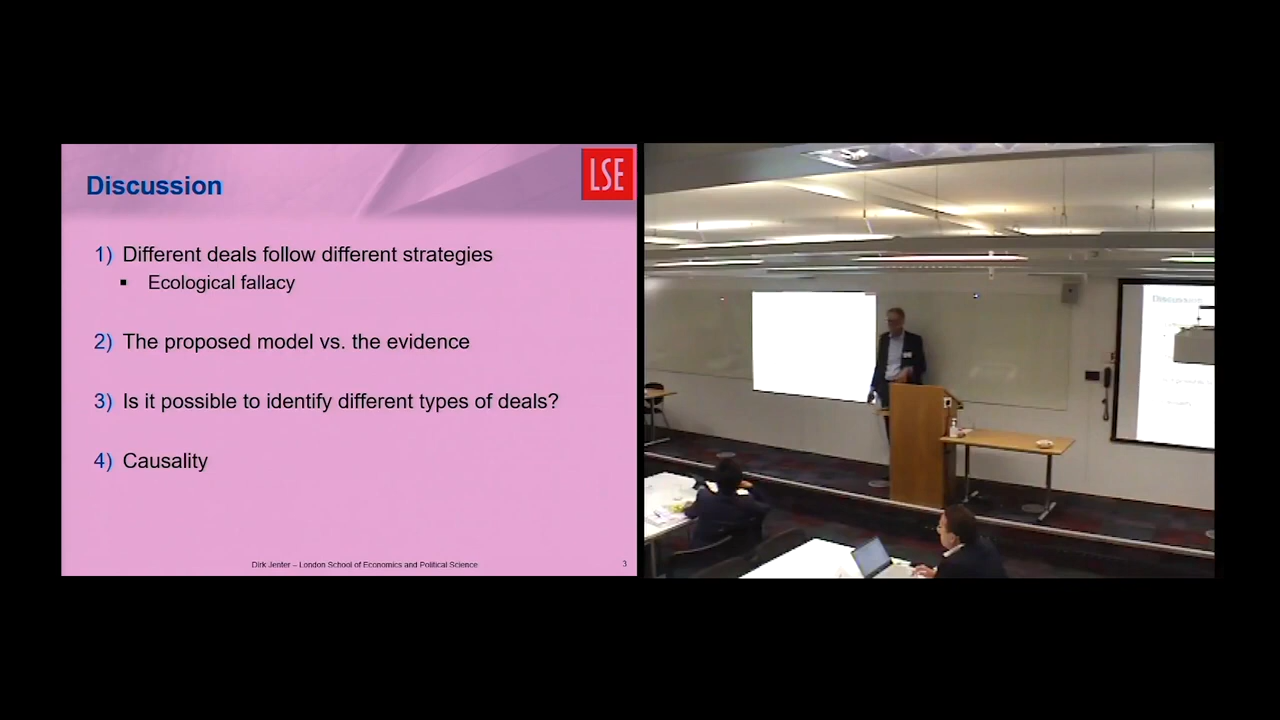 Discussion
LSE
1) Different deals follow different strategies
▪ Ecological fallacy
2) The proposed model vs. the evidence
3) Is it possible to identify different types of deals?
4) Causality
Dirk Jenter – London School of Economics and Political Science
3
Discussion